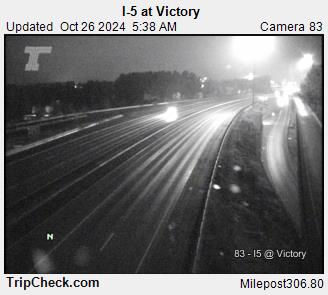 I-5 at Victory
Updated Oct 26 2024 5:38 AM Camera 83
T
N
83 - I5 @ Victory
TripCheck.com Milepost306.80